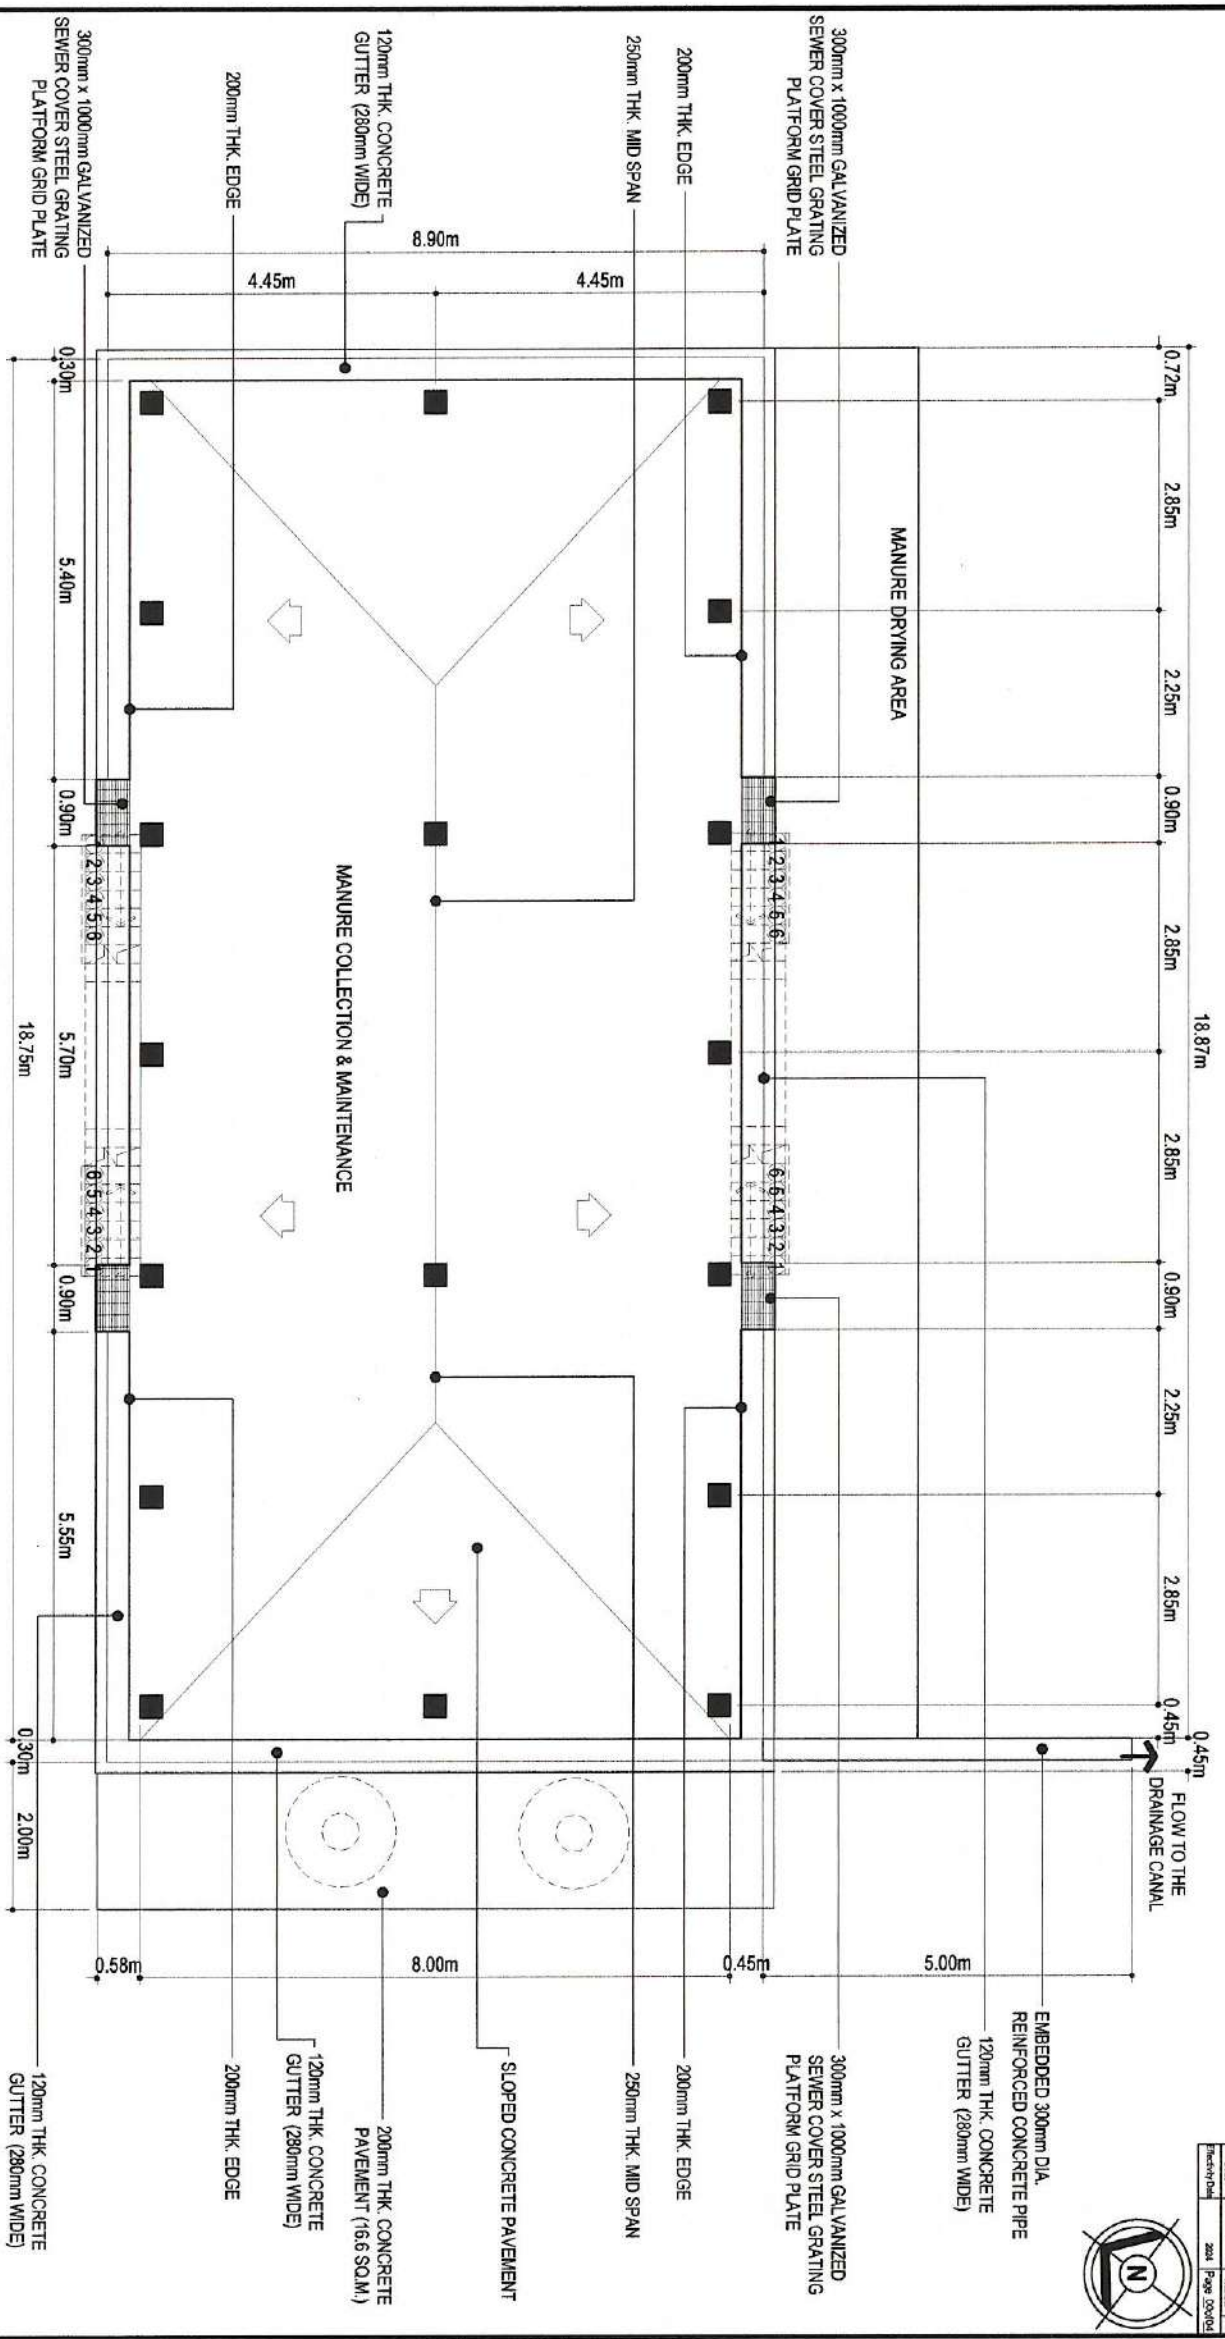 Effectivity Date
2024
Page
300mm x 1000mm GALVANIZED
SEWER COVER STEEL GRATING
PLATFORM GRID PLATE
200mm THK. EDGE
250mm THK. MID SPAN
120mm THK. CONCRETE
GUTTER (280mm WIDE)
200mm THK. EDGE
300mm x 1000mm GALVANIZED
SEWER COVER STEEL GRATING
PLATFORM GRID PLATE
18.87m
0.45m
0.72m
2.85m
2.25m
0.90m
2.85m
2.85m
0.90m
2.25m
2.85m
0.45m
FLOW TO THE
DRAINAGE CANAL
MANURE DRYING AREA
8.90m
4.45m
4.45m
1 2 3 4 5 6
6 5 4 3 2 1
MANURE COLLECTION & MAINTENANCE
1 2 3 4 5 6
6 5 4 3 2 1
0.30m
5.40m
0.90m
5.70m
0.90m
5.55m
0.30m
2.00m
18.75m
5.00m
0.45m
8.00m
0.58m
EMBEDDED 300mm DIA.
REINFORCED CONCRETE PIPE
120mm THK. CONCRETE
GUTTER (280mm WIDE)
300mm x 1000mm GALVANIZED
SEWER COVER STEEL GRATING
PLATFORM GRID PLATE
200mm THK. EDGE
250mm THK. MID SPAN
SLOPED CONCRETE PAVEMENT
200mm THK. CONCRETE
PAVEMENT (16.6 SQ.M.)
120mm THK. CONCRETE
GUTTER (280mm WIDE)
200mm THK. EDGE
120mm THK. CONCRETE
GUTTER (280mm WIDE)
N